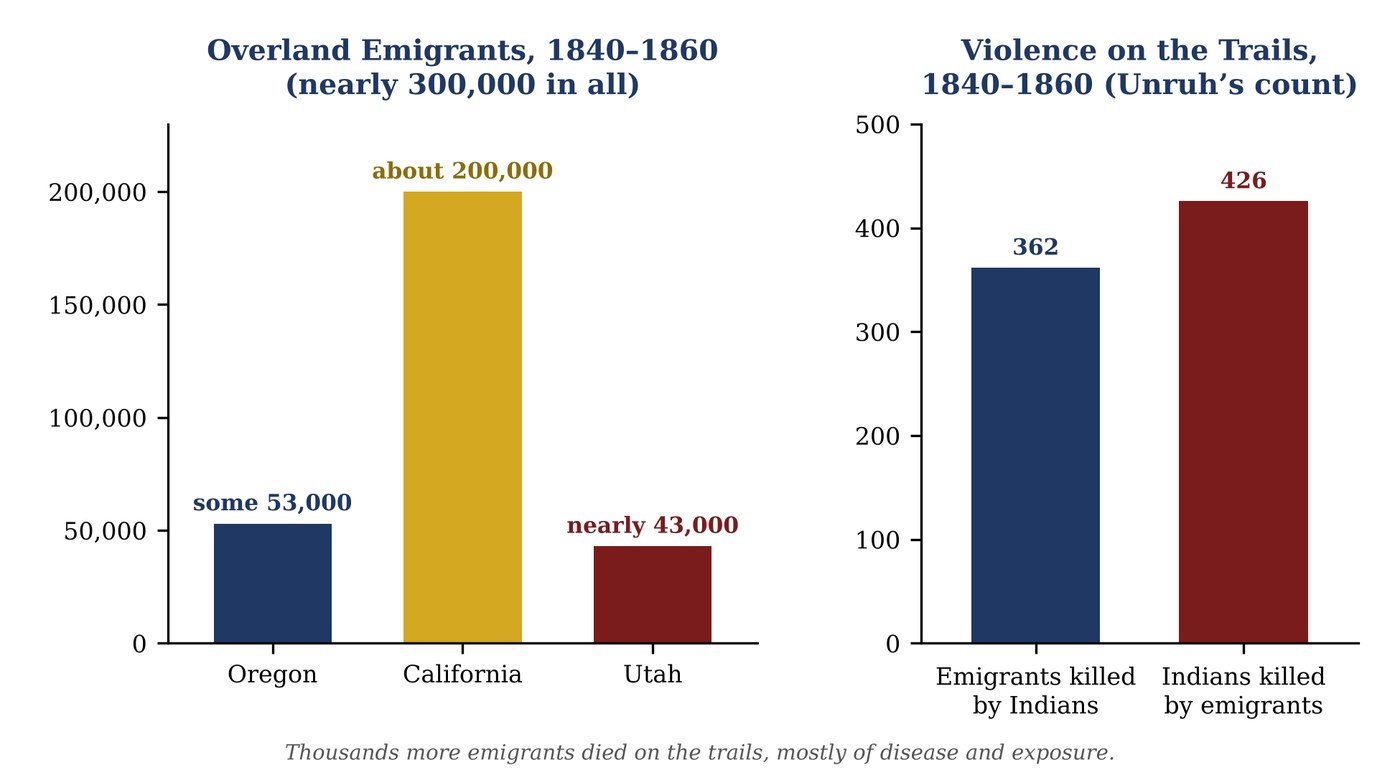 Overland Emigrants, 1840–1860
(nearly 300,000 in all)
200,000
150,000
100,000
50,000
0
some 53,000
about 200,000
nearly 43,000
Oregon
California
Utah
Violence on the Trails,
1840–1860 (Unruh’s count)
500
400
300
200
100
0
362
426
Emigrants killed
by Indians
Indians killed
by emigrants
Thousands more emigrants died on the trails, mostly of disease and exposure.